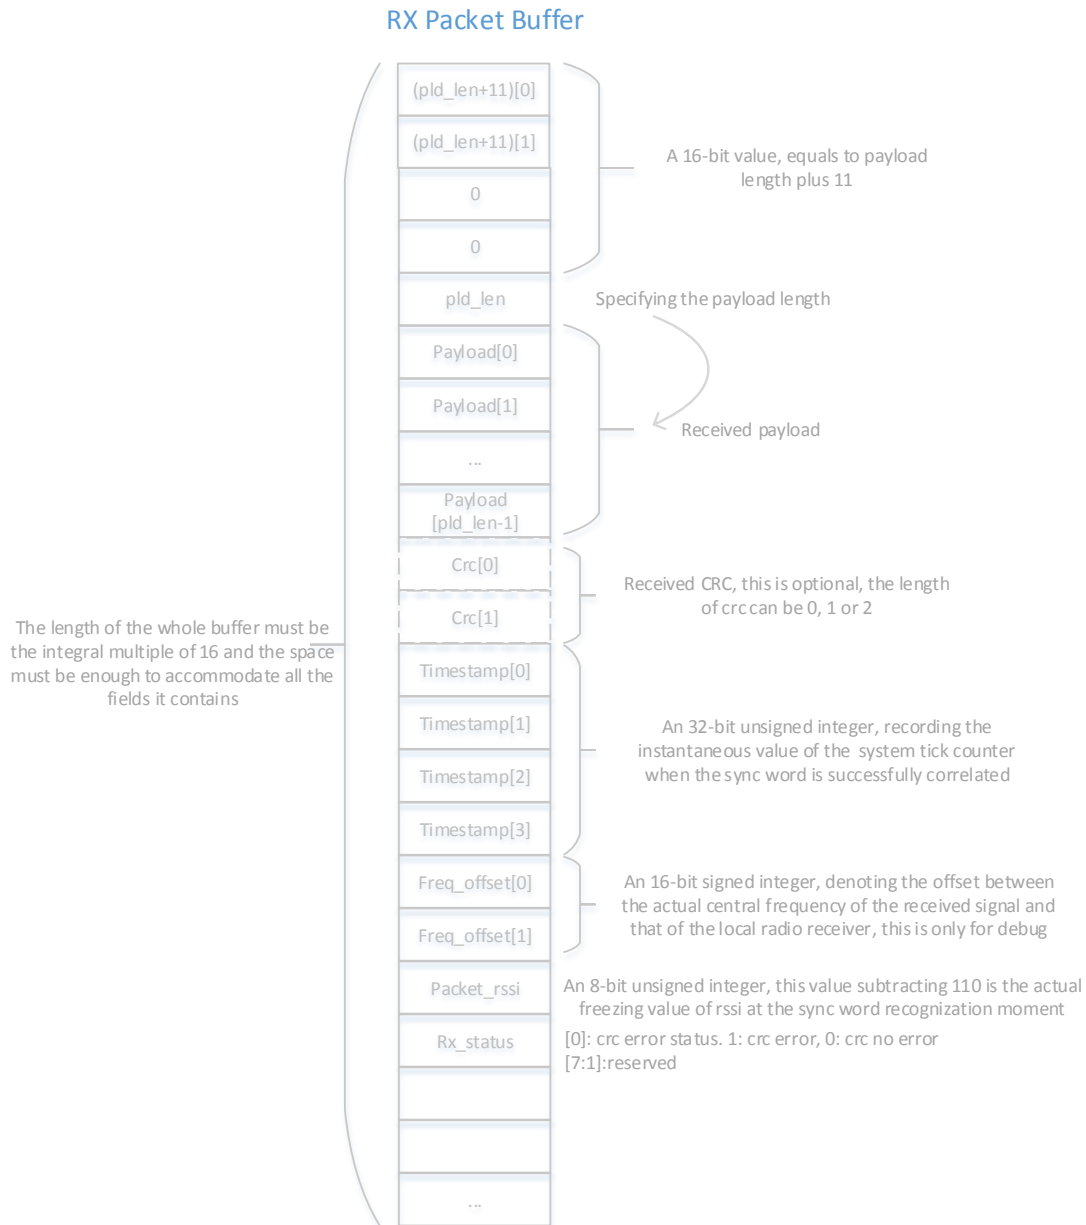 RX Packet Buffer
(pld_len+11)[0]
(pld_len+11)[1]
0
0
A 16-bit value, equals to payload
length plus 11
pld_len
Specifying the payload length
Payload[0]
Payload[1]
...
Payload
[pld_len-1]
Received payload
Crc[0]
Crc[1]
Received CRC, this is optional, the length
of crc can be 0, 1 or 2
The length of the whole buffer must be
the integral multiple of 16 and the space
must be enough to accommodate all the
fields it contains
Timestamp[0]
Timestamp[1]
Timestamp[2]
Timestamp[3]
An 32-bit unsigned integer, recording the
instantaneous value of the system tick counter
when the sync word is successfully correlated
Freq_offset[0]
Freq_offset[1]
An 16-bit signed integer, denoting the offset between
the actual central frequency of the received signal and
that of the local radio receiver, this is only for debug
Packet_rssi
An 8-bit unsigned integer, this value subtracting 110 is the actual
freezing value of rssi at the sync word recognization moment
Rx_status
[0]: crc error status. 1: crc error, 0: crc no error
[7:1]:reserved
...